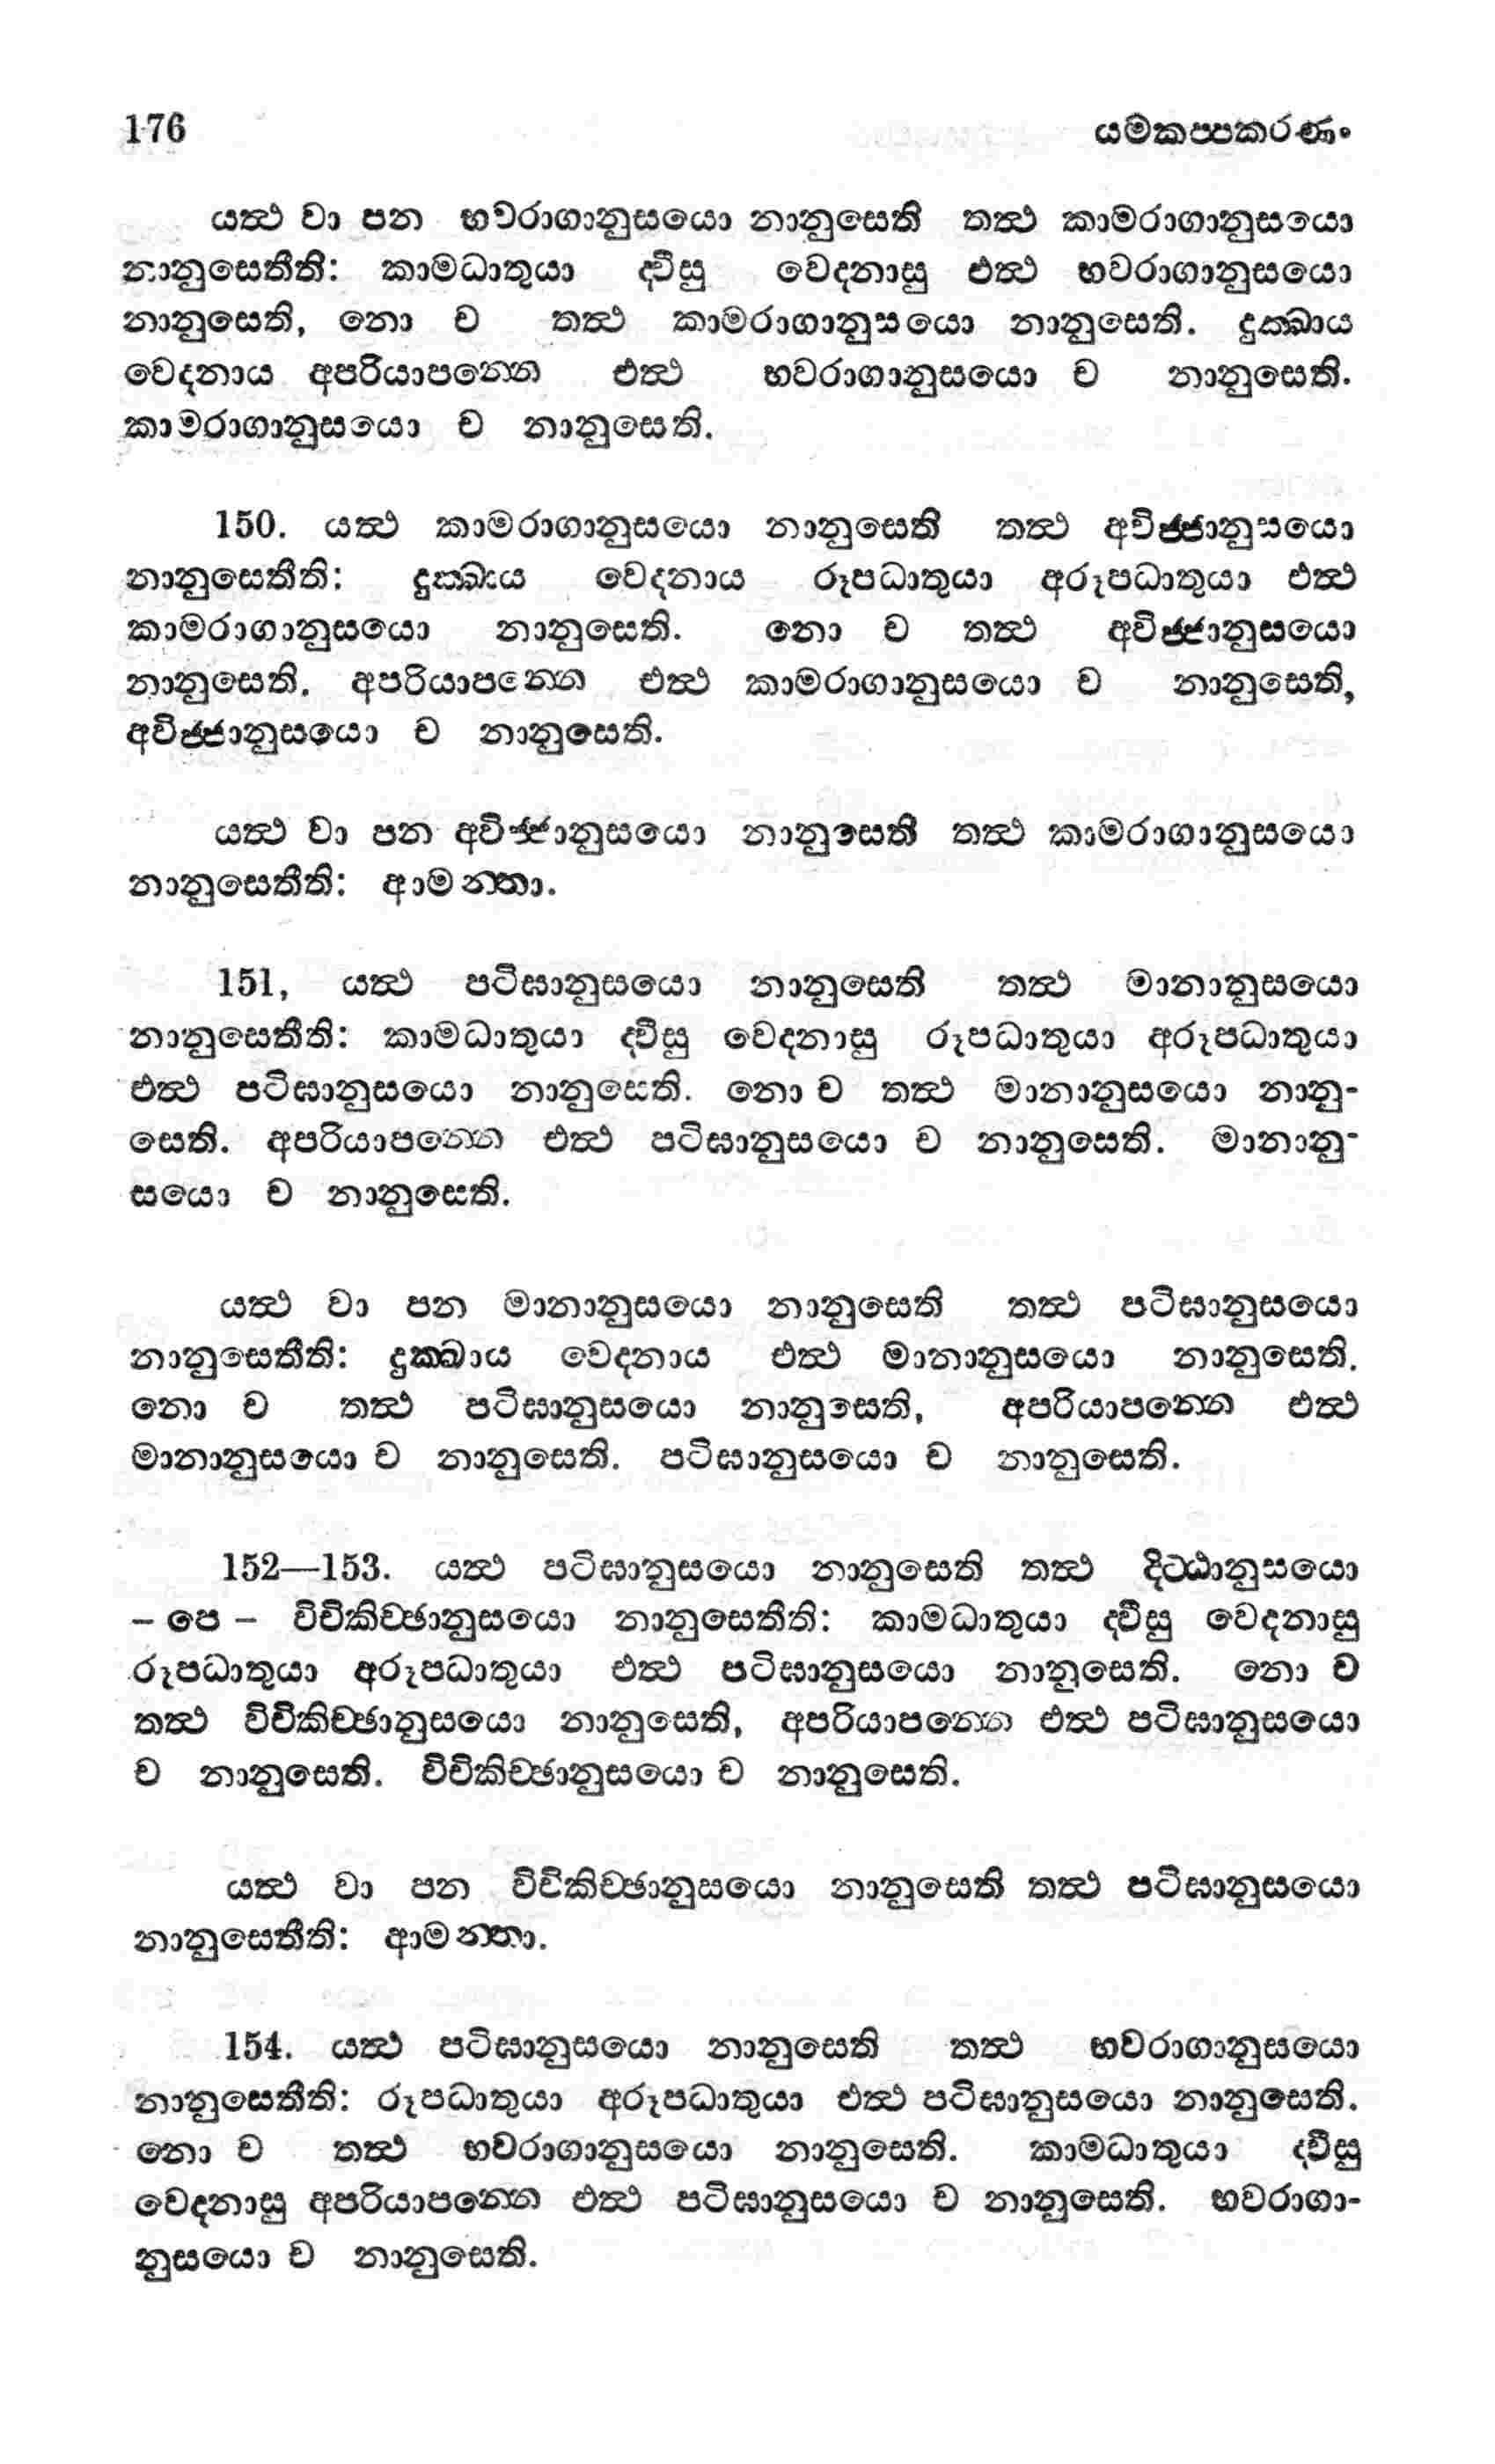 176 යමකප්පකරණං
යත්‍ථ වා පන භවරාගානුසයො නානුසෙති තත්‍ථ කාමරාගානුසයො
නානුසෙතීති: කාමධාතුයා ද්වීසු වෙදනාසු එත්‍ථ භවරාගානුසයො
නානුසෙති, නො ච තත්‍ථ කාමරාගානුසයො නානුසෙති. දුක්ඛාය
වෙදනාය අපරියාපන්නෙ එත්‍ථ භවරාගානුසයො ච නානුසෙති.
කාමරාගානුසයො ච නානුසෙති.
150. යත්‍ථ කාමරාගානුසයො නානුසෙති තත්‍ථ අවිජ්ජානුසයො
නානුසෙතීති: දුක්ඛාය වෙදනාය රූපධාතුයා අරූපධාතුයා එත්‍ථ
කාමරාගානුසයො නානුසෙති. නො ච තත්‍ථ අවිජ්ජානුසයො
නානුසෙති. අපරියාපන්නෙ එත්‍ථ කාමරාගානුසයො ච නානුසෙති,
අවිජ්ජානුසයො ච නානුසෙති.
යත්‍ථ වා පන අවිජ්ජානුසයො නානුසෙති තත්‍ථ කාමරාගානුසයො
නානුසෙතීති: ආමන්තා.
151, යත්‍ථ පටිඝානුසයො නානුසෙති තත්‍ථ මානානුසයො
නානුසෙතීති: කාමධාතුයා ද්වීසු වෙදනාසු රූපධාතුයා අරූපධාතුයා
එත්‍ථ පටිඝානුසයො නානුසෙති. නො ච තත්‍ථ මානානුසයො නානු-
සෙති. අපරියාපන්නෙ එත්‍ථ පටිඝානුසයො ච නානුසෙති. මානානු-
සයො ච නානුසෙති.
යත්‍ථ වා පන මානානුසයො නානුසෙති තත්‍ථ පටිඝානුසයො
නානුසෙතීති: දුක්ඛාය වෙදනාය එත්‍ථ මානානුසයො නානුසෙති.
නො ච තත්‍ථ පටිඝානුසයො නානුසෙති, අපරියාපන්නෙ එත්‍ථ
මානානුසයො ච නානුසෙති. පටිඝානුසයො ච නානුසෙති.
152—153. යත්‍ථ පටිඝානුසයො නානුසෙති තත්‍ථ දිට්ඨානුසයො
– පෙ – විචිකිච්ඡානුසයො නානුසෙතීති: කාමධාතුයා ද්වීසු වෙදනාසු
රූපධාතුයා අරූපධාතුයා එත්‍ථ පටිඝානුසයො නානුසෙති. නො ච
තත්‍ථ විචිකිච්ඡානුසයො නානුසෙති, අපරියාපන්නෙ එත්‍ථ පටිඝානුසයො
ච නානුසෙති. විචිකිච්ඡානුසයො ච නානුසෙති.
යත්‍ථ වා පන විචිකිච්ඡානුසයො නානුසෙති තත්‍ථ පටිඝානුසයො
නානුසෙතීති: ආමන්තා.
154. යත්‍ථ පටිඝානුසයො නානුසෙති තත්‍ථ භවරාගානුසයො
නානුසෙතීති: රූපධාතුයා අරූපධාතුයා එත්‍ථ පටිඝානුසයො නානුසෙති.
නො ච තත්‍ථ භවරාගානුසයො නානුසෙති. කාමධාතුයා ද්වීසු
වෙදනාසු අපරියාපන්නෙ එත්‍ථ පටිඝානුසයො ච නානුසෙති. භවරාගා-
නුසයො ච නානුසෙති.